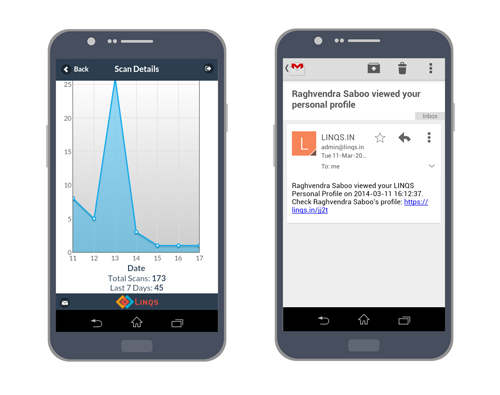 Back
Scan Details
25
20
15
10
5
0
11 12 13 14 15 16 17
Date
Total Scans: 173
Last 7 Days: 45
LINQS
Raghvendra Saboo viewed your
personal profile
Inbox
L
LINQS.IN
admin@linqs.in
Tue 11-Mar-20...
To: me
Raghvendra Saboo viewed your LINQS
Personal Profile on 2014-03-11 16:12:37.
Check Raghvendra Saboo's profile: https://
linqs.in/jj2t